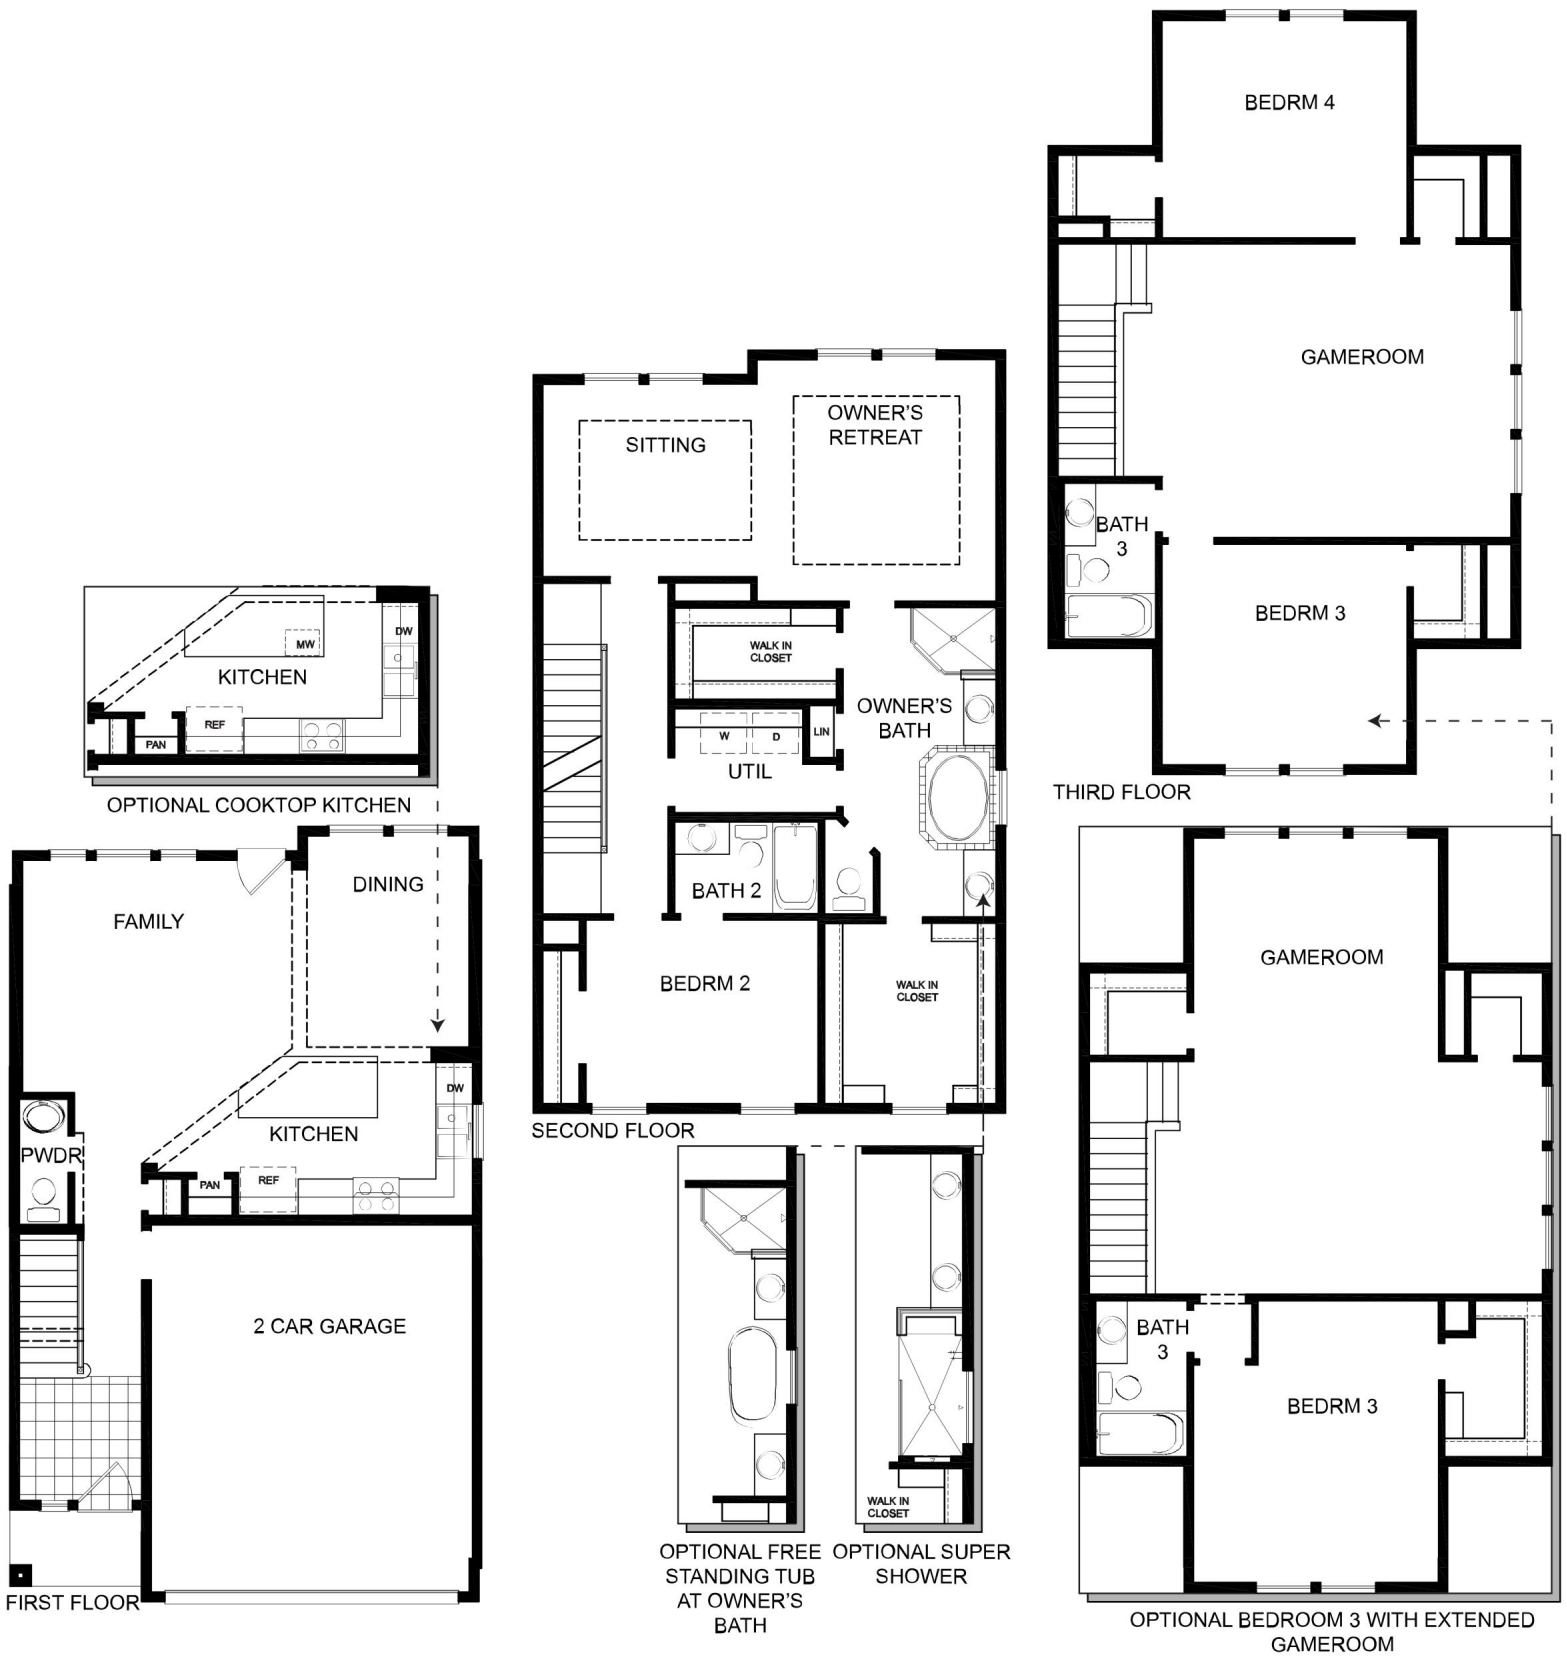 BEDRM 4
GAMEROOM
BATH
3
BEDRM 3
THIRD FLOOR
SITTING
OWNER'S
RETREAT
WALK IN
CLOSET
OWNER'S
BATH
W
D
LIN
UTIL
BATH 2
BEDRM 2
WALK IN
CLOSET
SECOND FLOOR
DW
MW
KITCHEN
REF
PAN
OPTIONAL COOKTOP KITCHEN
DINING
FAMILY
DW
KITCHEN
PWDR
REF
PAN
2 CAR GARAGE
FIRST FLOOR
OPTIONAL FREE
STANDING TUB
AT OWNER'S
BATH
WALK IN
CLOSET
OPTIONAL SUPER
SHOWER
GAMEROOM
BATH
3
BEDRM 3
OPTIONAL BEDROOM 3 WITH EXTENDED
GAMEROOM